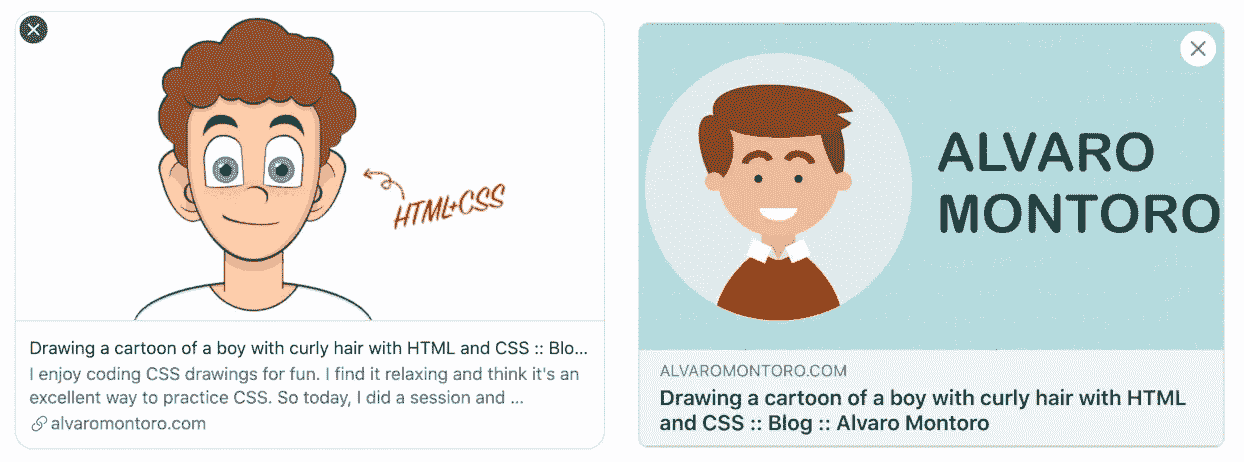 HTML+CSS
Drawing a cartoon of a boy with curly hair with HTML and CSS :: Blo...
I enjoy coding CSS drawings for fun. I find it relaxing and think it's an
excellent way to practice CSS. So today, I did a session and ...
alvaromontoro.com
ALVARO
MONTORO
ALVAROMONTORO.COM
Drawing a cartoon of a boy with curly hair with HTML
and CSS :: Blog :: Alvaro Montoro